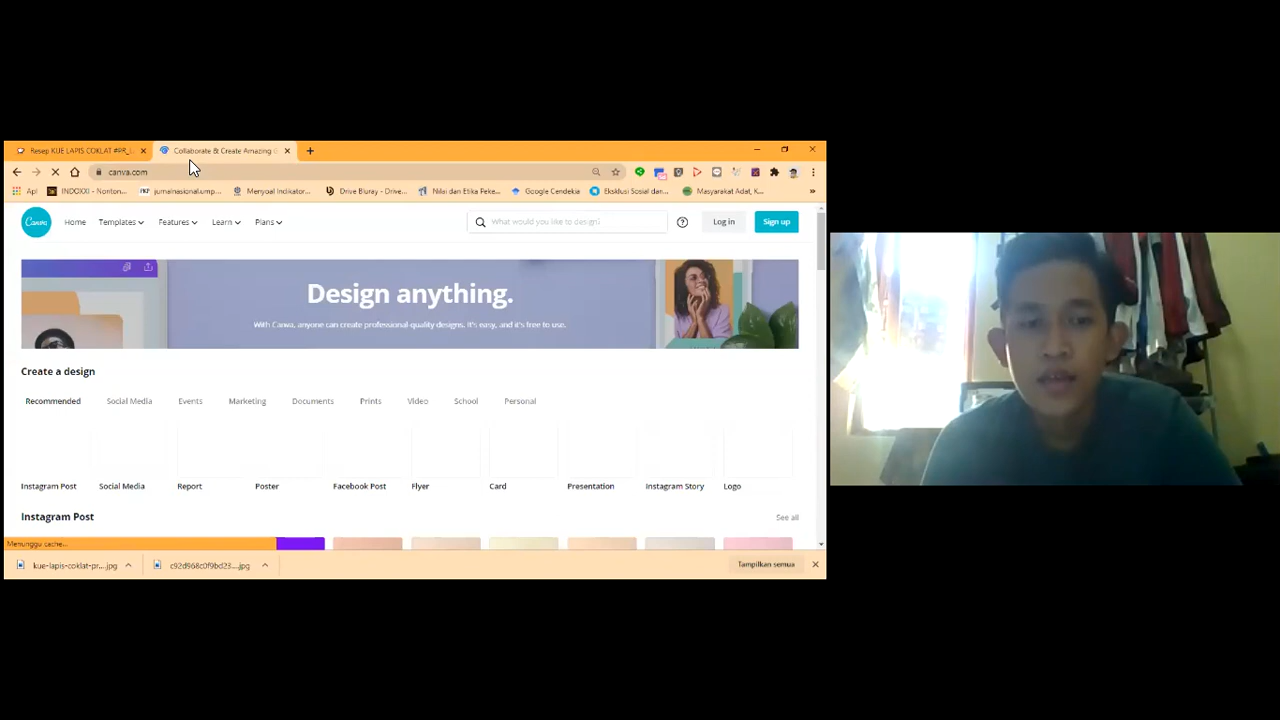 Resep KUE LAPIS COKLAT #PR_
Collaborate & Create Amazing
canva.com
INDOXXI - Nonton...
jurnalnasional.ump...
Menyoal Indikator...
Drive Bluray - Drive...
Nilai dan Etika Peke...
Google Cendekia
Eksklusi Sosial dan...
Masyarakat Adat, K...
Canva
Home
Templates
Features
Learn
Plans
What would you like to design?
Log in
Sign up
Design anything.
With Canva, anyone can create professional quality designs. It's easy, and it's free to use.
Create a design
Recommended
Social Media
Events
Marketing
Documents
Prints
Video
School
Personal
Instagram Post
Social Media
Report
Poster
Facebook Post
Flyer
Card
Presentation
Instagram Story
Logo
Instagram Post
See all
Menunggu cache...
kue-lapis-coklat-pr....jpg
c92d968c0f9bd23....jpg
Tampilkan semua